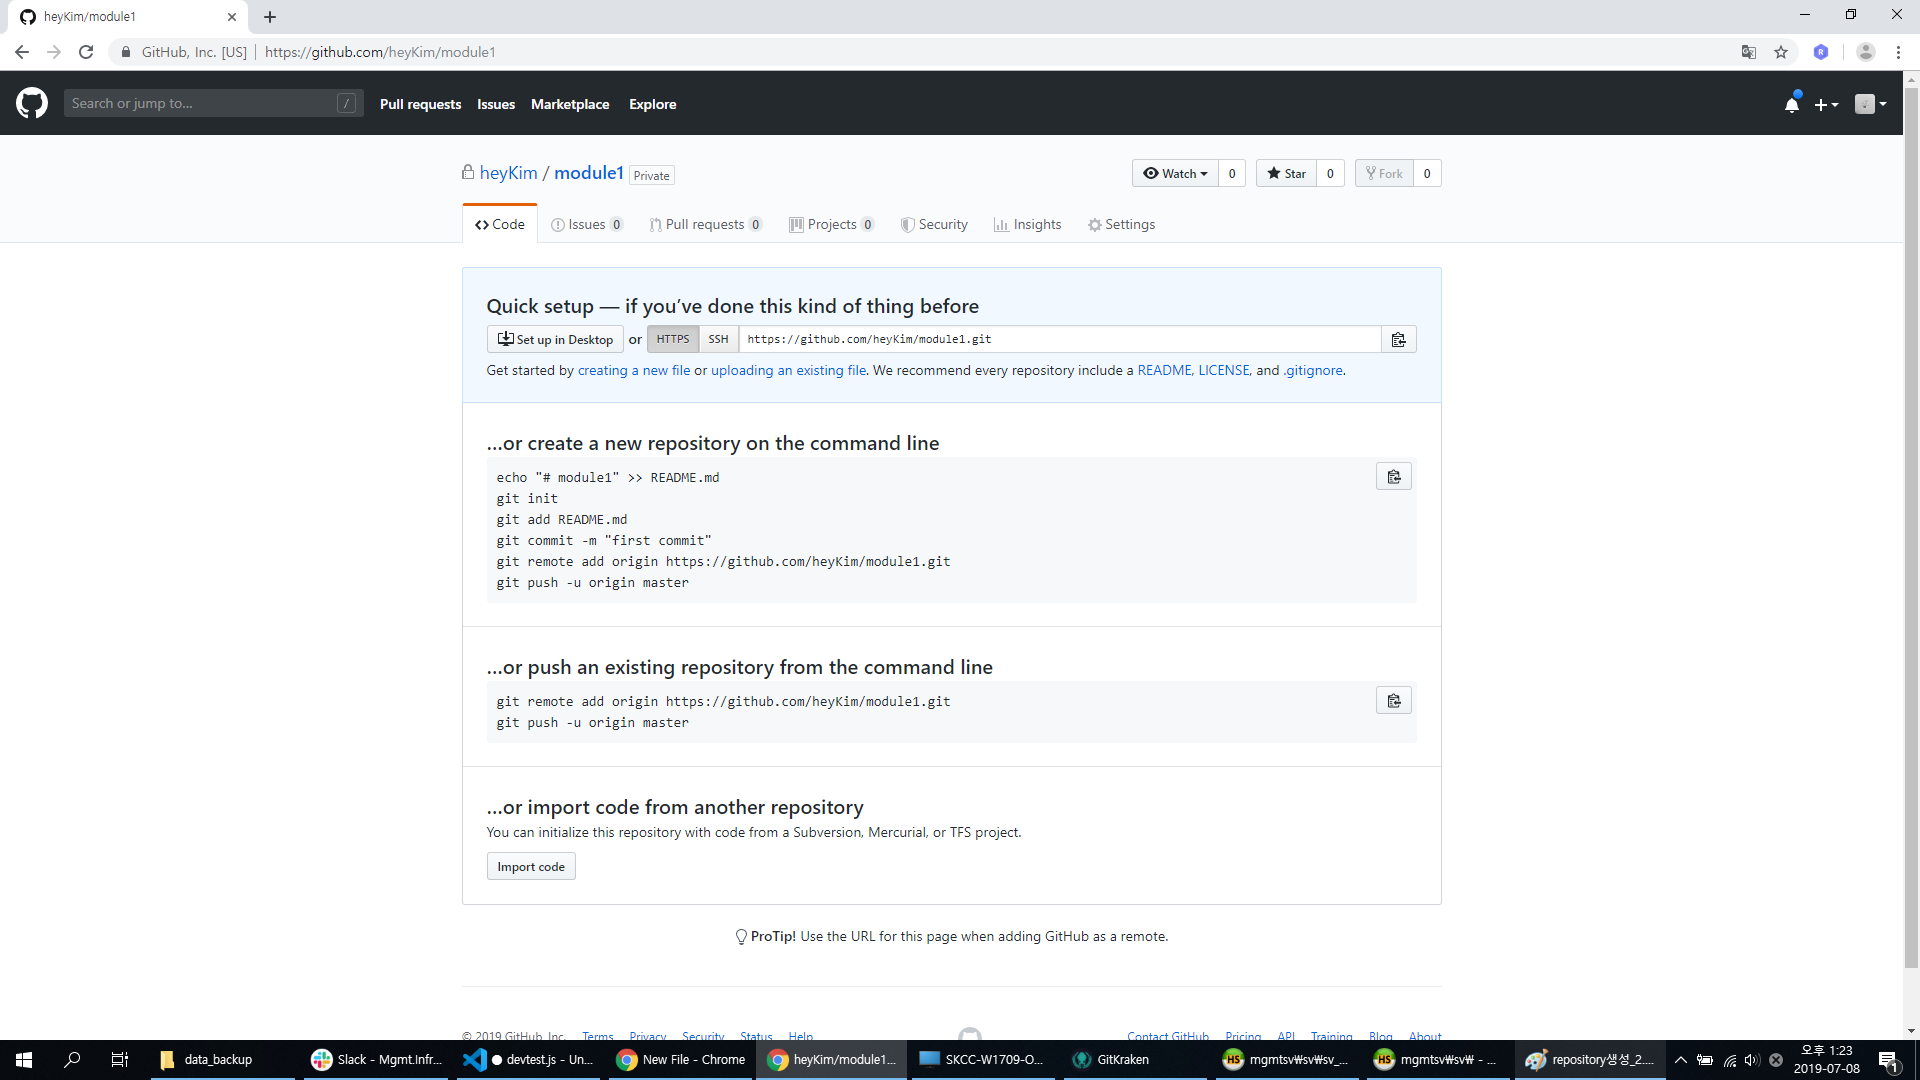 heyKim/module1
GitHub, Inc. [US] | https://github.com/heyKim/module1
Search or jump to... /
Pull requests Issues Marketplace Explore
heyKim / module1 Private
Watch 0 Star 0 Fork 0
Code Issues 0 Pull requests 0 Projects 0 Security Insights Settings
Quick setup — if you’ve done this kind of thing before
Set up in Desktop or HTTPS SSH https://github.com/heyKim/module1.git
Get started by creating a new file or uploading an existing file. We recommend every repository include a README, LICENSE, and .gitignore.
…or create a new repository on the command line
echo "# module1" >> README.md
git init
git add README.md
git commit -m "first commit"
git remote add origin https://github.com/heyKim/module1.git
git push -u origin master
…or push an existing repository from the command line
git remote add origin https://github.com/heyKim/module1.git
git push -u origin master
…or import code from another repository
You can initialize this repository with code from a Subversion, Mercurial, or TFS project.
Import code
ProTip! Use the URL for this page when adding GitHub as a remote.
© 2019 GitHub, Inc. Terms Privacy Security Status Help Contact GitHub Pricing API Training Blog About
data_backup Slack - Mgmt.Infr... ● devtest.js - Un... New File - Chrome heyKim/module1... SKCC-W1709-O... GitKraken HS mgmtsv₩sv₩sv_... HS mgmtsv₩sv₩ - ... repository생성_2....
오후 1:23
2019-07-08
1